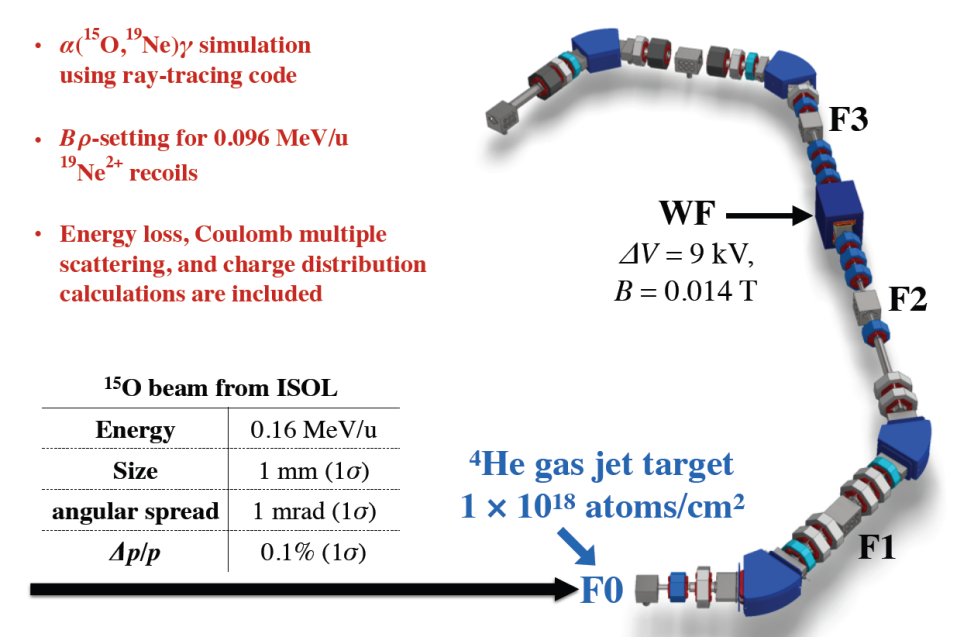 • α(¹⁵O,¹⁹Ne)γ simulation
using ray-tracing code
• Bρ-setting for 0.096 MeV/u
¹⁹Ne²⁺ recoils
• Energy loss, Coulomb multiple
scattering, and charge distribution
calculations are included
F3
WF
ΔV = 9 kV,
B = 0.014 T
F2
¹⁵O beam from ISOL
Energy 0.16 MeV/u
Size 1 mm (1σ)
angular spread 1 mrad (1σ)
Δp/p 0.1% (1σ)
⁴He gas jet target
1 × 10¹⁸ atoms/cm²
F1
F0